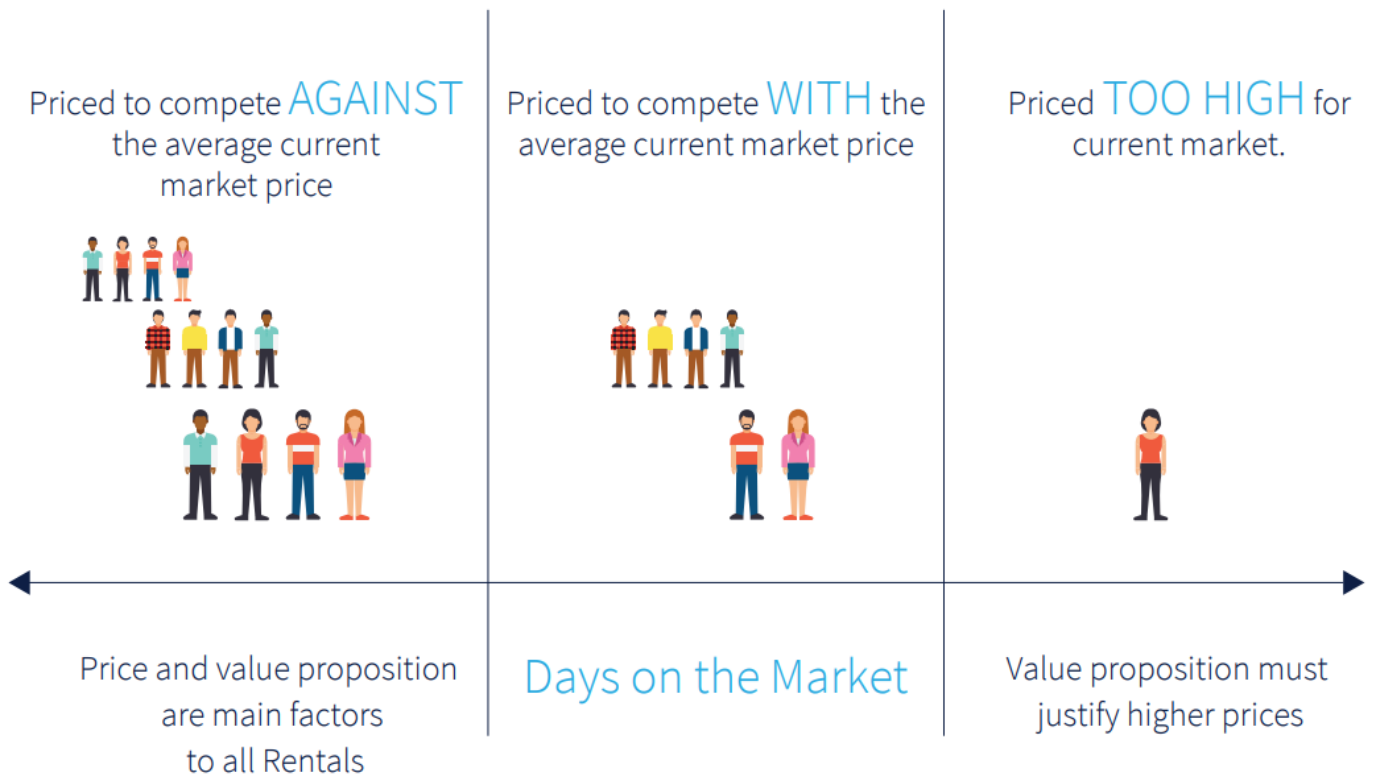 Priced to compete AGAINST
the average current
market price
Priced to compete WITH the
average current market price
Priced TOO HIGH for
current market.
Price and value proposition
are main factors
to all Rentals
Days on the Market
Value proposition must
justify higher prices